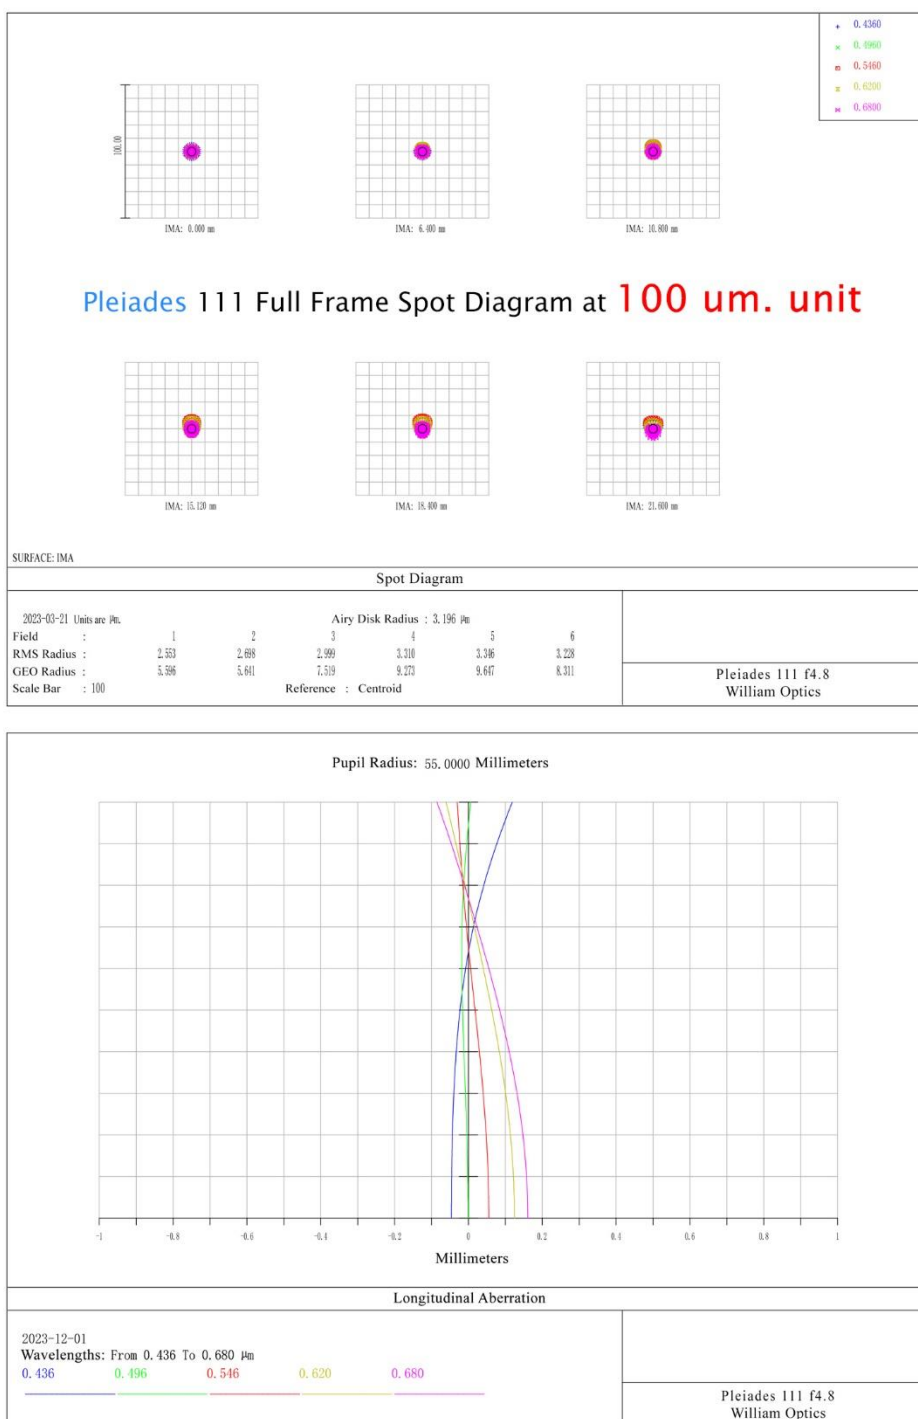 0.4360
0.4960
0.5460
0.6200
0.6800
100.00
IMA: 0.000 mm
IMA: 6.400 mm
IMA: 10.800 mm
Pleiades 111 Full Frame Spot Diagram at 100 um. unit
IMA: 15.120 mm
IMA: 18.400 mm
IMA: 21.600 mm
SURFACE: IMA
Spot Diagram
2023-03-21 Units are µm. Airy Disk Radius : 3.196 µm
Field : 1 2 3 4 5 6
RMS Radius : 2.553 2.698 2.999 3.310 3.346 3.228
GEO Radius : 5.596 5.641 7.519 9.273 9.647 8.311
Scale Bar : 100 Reference : Centroid
Pleiades 111 f4.8
William Optics
Pupil Radius: 55.0000 Millimeters
-1 -0.8 -0.6 -0.4 -0.2 0 0.2 0.4 0.6 0.8 1
Millimeters
Longitudinal Aberration
2023-12-01
Wavelengths: From 0.436 To 0.680 µm
0.436 0.496 0.546 0.620 0.680
Pleiades 111 f4.8
William Optics